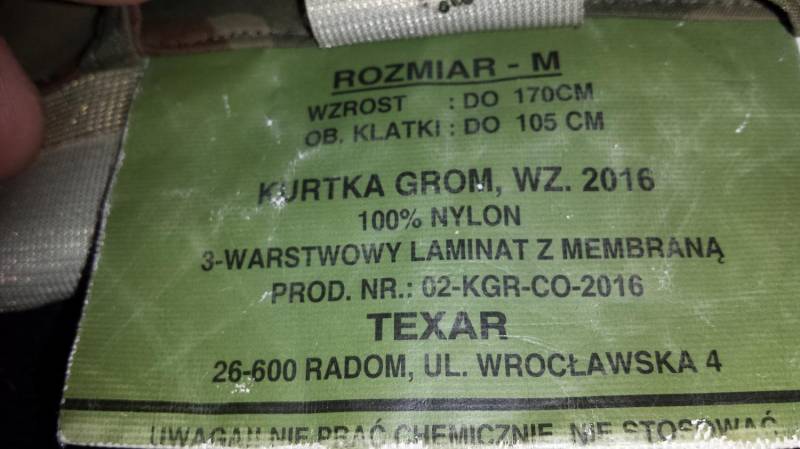 ROZMIAR - M
WZROST : DO 170CM
OB. KLATKI : DO 105 CM
KURTKA GROM, WZ. 2016
100% NYLON
3-WARSTWOWY LAMINAT Z MEMBRANĄ
PROD. NR.: 02-KGR-CO-2016
TEXAR
26-600 RADOM, UL. WROCŁAWSKA 4
UWAGA!! NIE PRAĆ CHEMICZNIE, NIE STOSOWAĆ